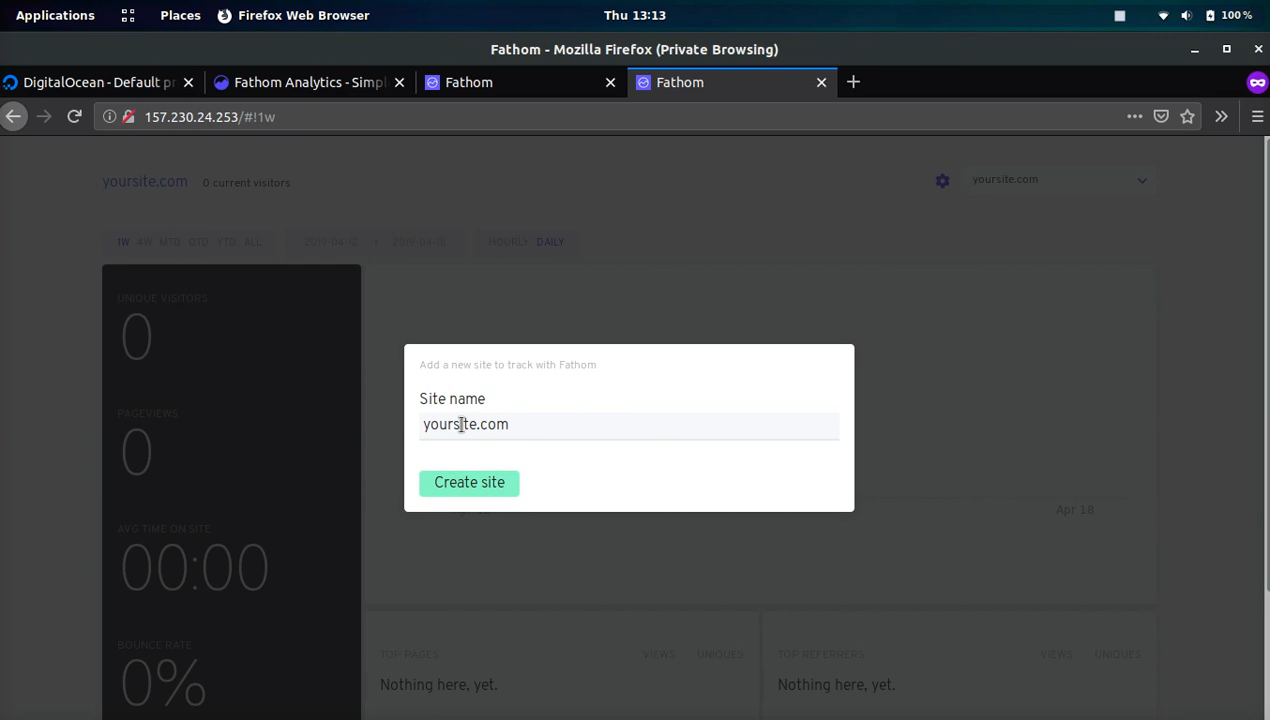 Applications Places Firefox Web Browser Thu 13:13 100 %
Fathom - Mozilla Firefox (Private Browsing)
DigitalOcean - Default pr Fathom Analytics - Simpl Fathom Fathom
157.230.24.253/#!1w
yoursite.com 0 current visitors yoursite.com
1W 4W MTD QTD YTD ALL HOURLY DAILY
UNIQUE VISITORS
0
Add a new site to track with Fathom
Site name
PAGEVIEWS
yoursite.com
0
Create site
Apr 18
AVG TIME ON SITE
00:00
BOUNCE RATE
0%
TOP PAGES VIEWS UNIQUES TOP REFERRERS VIEWS UNIQUES
Nothing here, yet. Nothing here, yet.